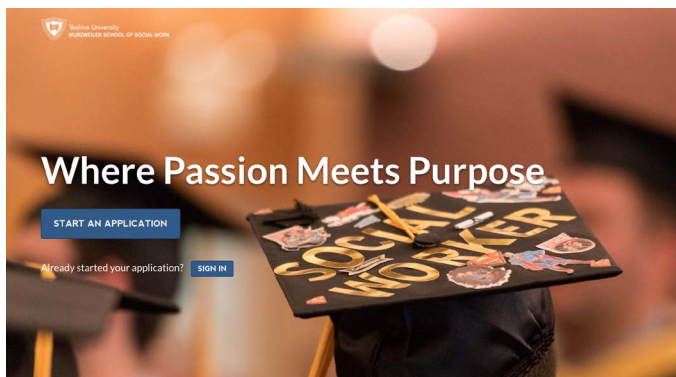 Yeshiva University
WURZWEILER SCHOOL OF SOCIAL WORK
Where Passion Meets Purpose
START AN APPLICATION
Already started your application?
SIGN IN
SOCIAL
WORKER